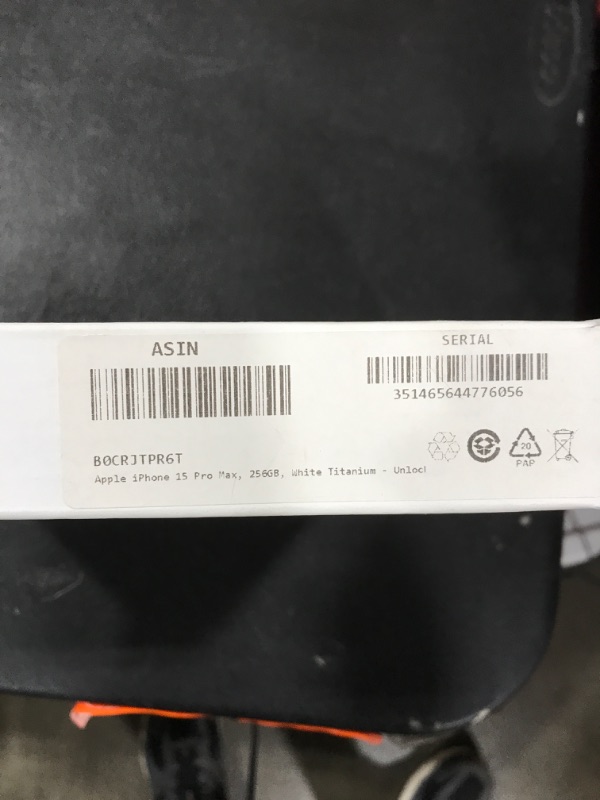 ASIN
SERIAL
351465644776056
B0CRJTPR6T
20
PAP
Apple iPhone 15 Pro Max, 256GB, White Titanium - Unloc